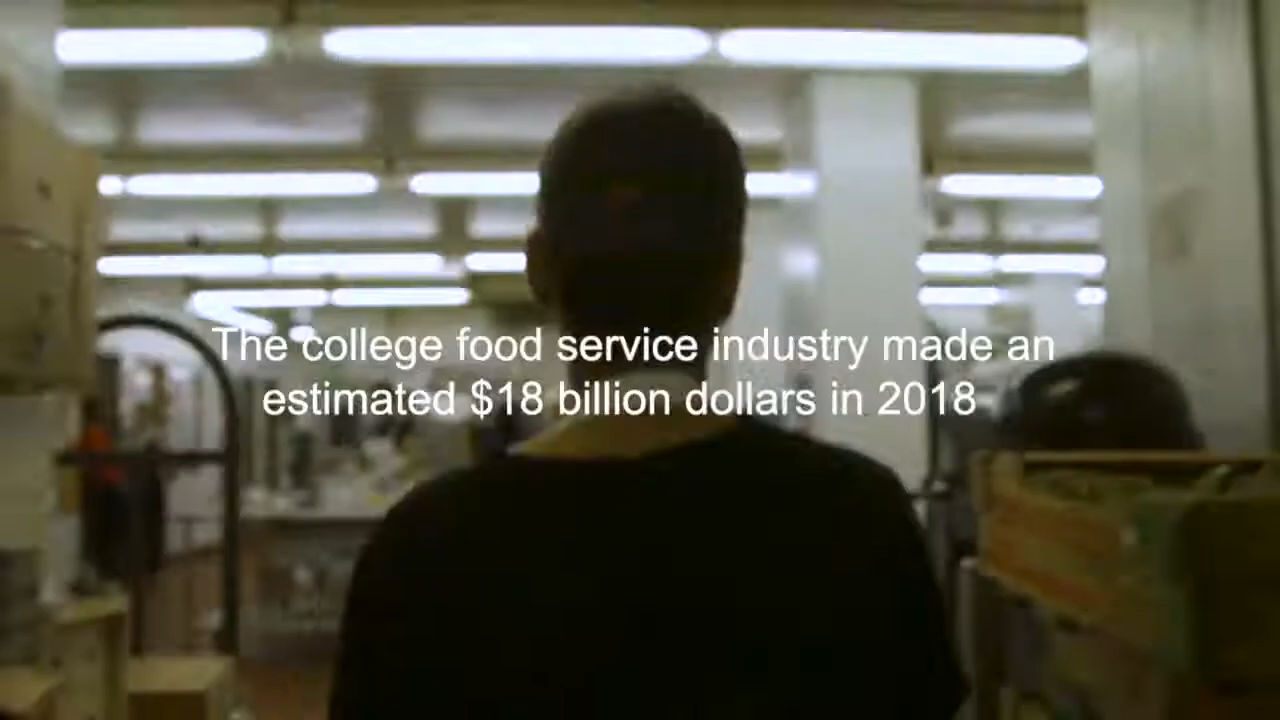 The college food service industry made an
estimated $18 billion dollars in 2018